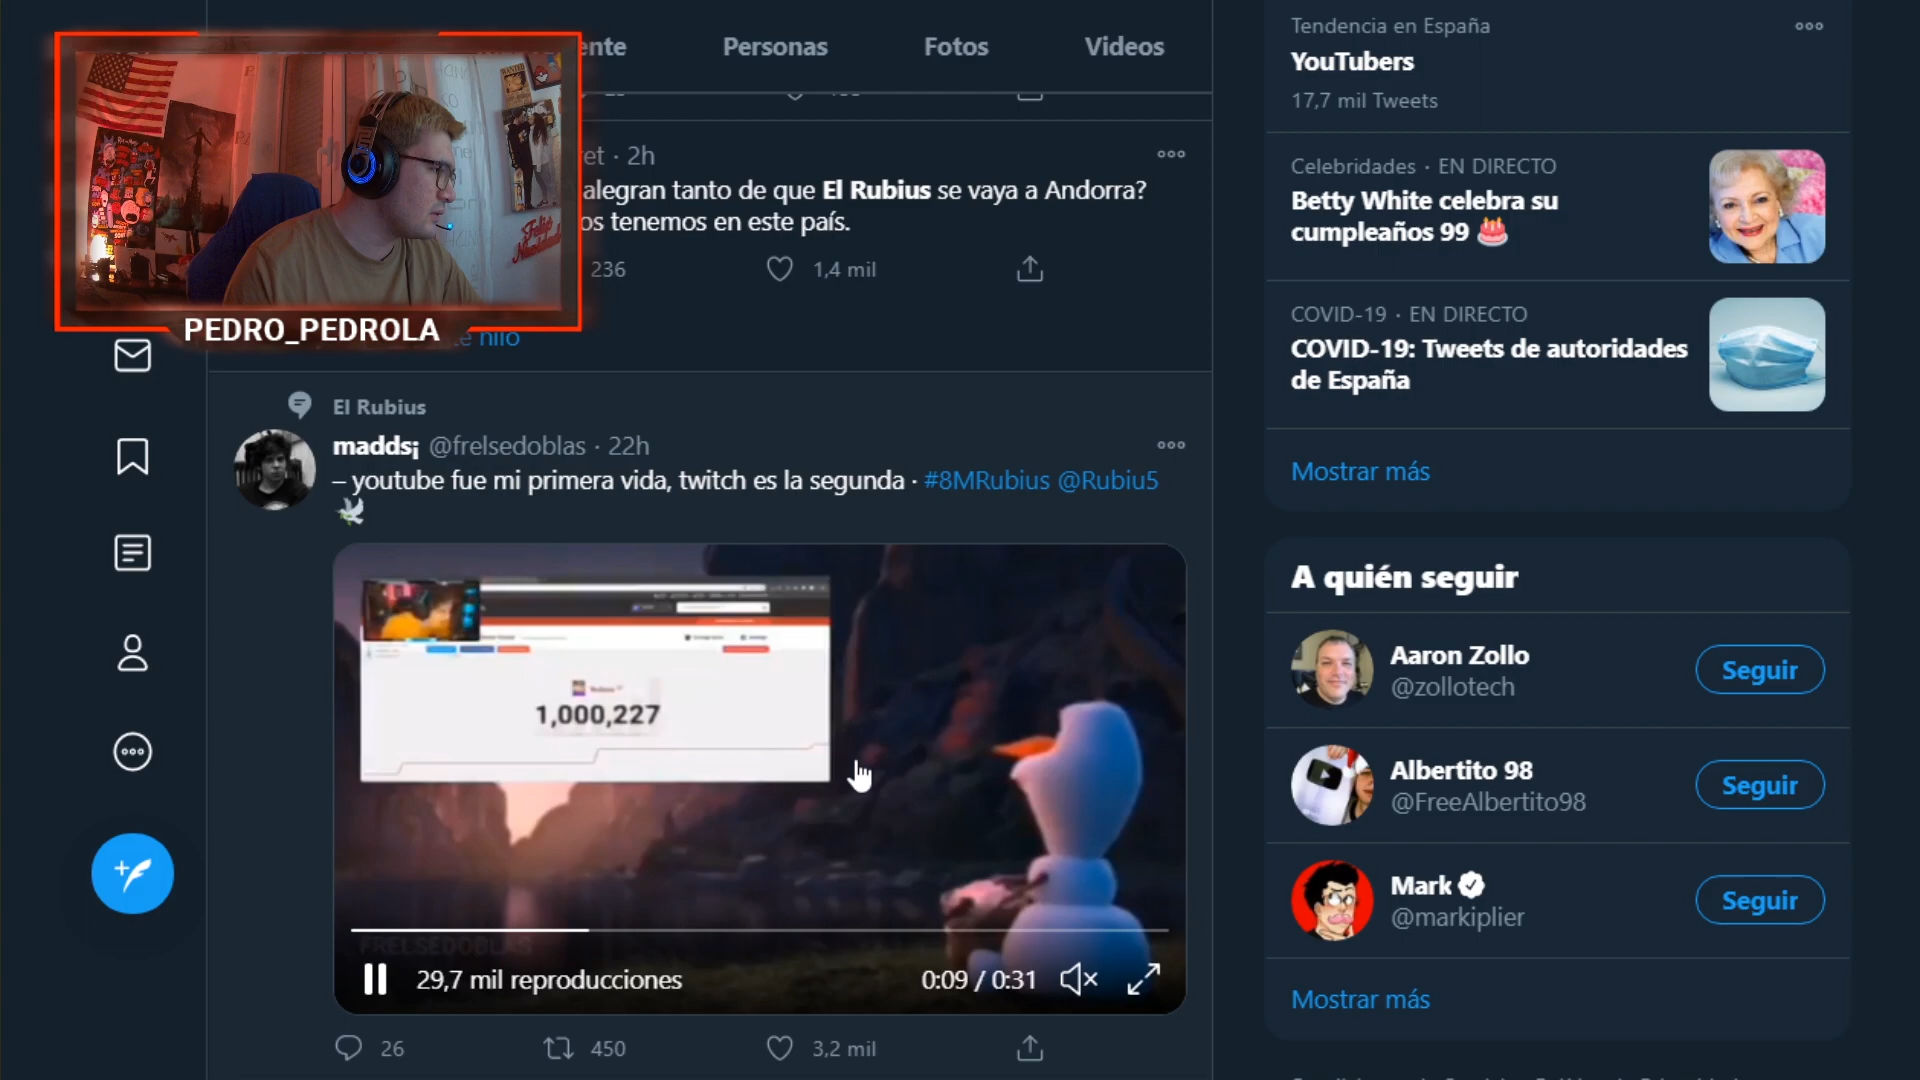 ente
Personas
Fotos
Videos
ret · 2h
alegran tanto de que El Rubius se vaya a Andorra?
os tenemos en este país.
236
1,4 mil
PEDRO_PEDROLA
te hilo
El Rubius
madds¡ @frelsedoblas · 22h
– youtube fue mi primera vida, twitch es la segunda · #8MRubius @Rubiu5
1,000,227
FRELSEDOBLAS
29,7 mil reproducciones
0:09 / 0:31
26
450
3,2 mil
Tendencia en España
YouTubers
17,7 mil Tweets
Celebridades · EN DIRECTO
Betty White celebra su
cumpleaños 99
COVID-19 · EN DIRECTO
COVID-19: Tweets de autoridades
de España
Mostrar más
A quién seguir
Aaron Zollo
@zollotech
Seguir
Albertito 98
@FreeAlbertito98
Seguir
Mark
@markiplier
Seguir
Mostrar más